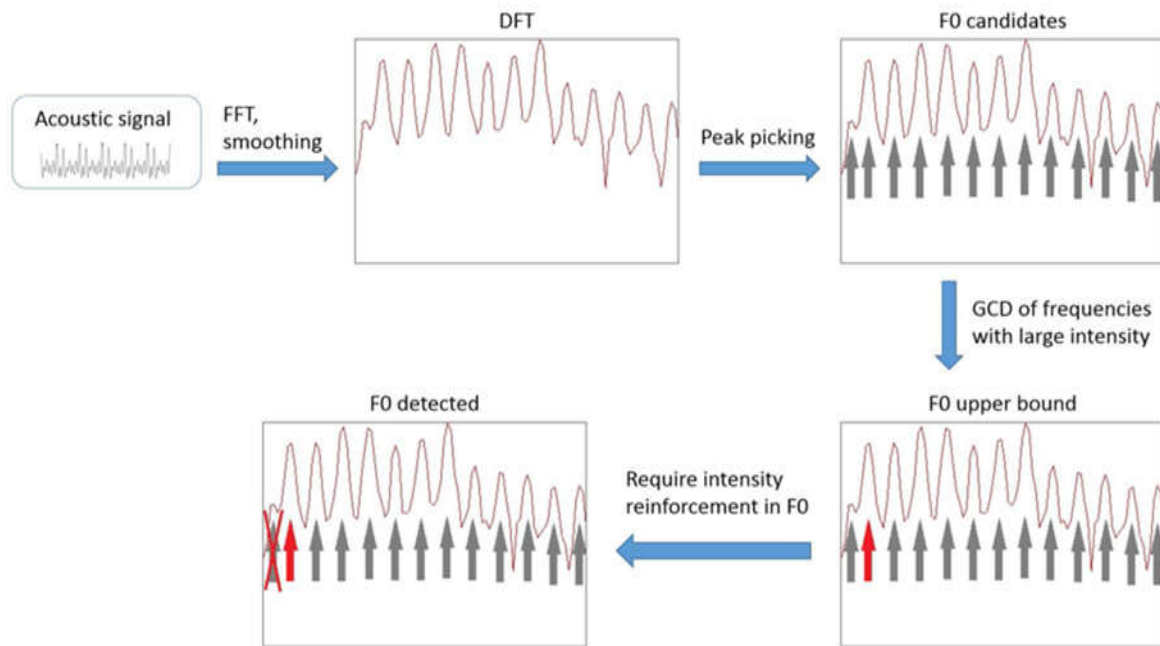 DFT
F0 candidates
Acoustic signal
FFT,
smoothing
Peak picking
GCD of frequencies
with large intensity
F0 detected
F0 upper bound
Require intensity
reinforcement in F0